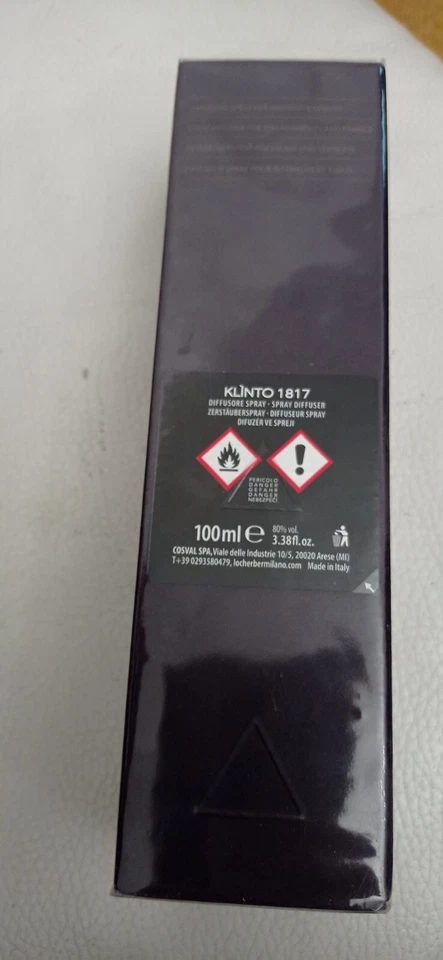 KLÌNTO 1817
DIFFUSORE SPRAY - SPRAY DIFFUSER
ZERSTÄUBERSPRAY - DIFFUSEUR SPRAY
DIFUZÉR VE SPREJI
PERICOLO
DANGER
GEFAHR
DANGER
NEBEZPEČÍ
100ml ℮ 80% vol. 3.38fl.oz.
COSVAL SPA, Viale delle Industrie 10/5, 20020 Arese (MI)
T+39 0293580479, locherbermilano.com Made in Italy